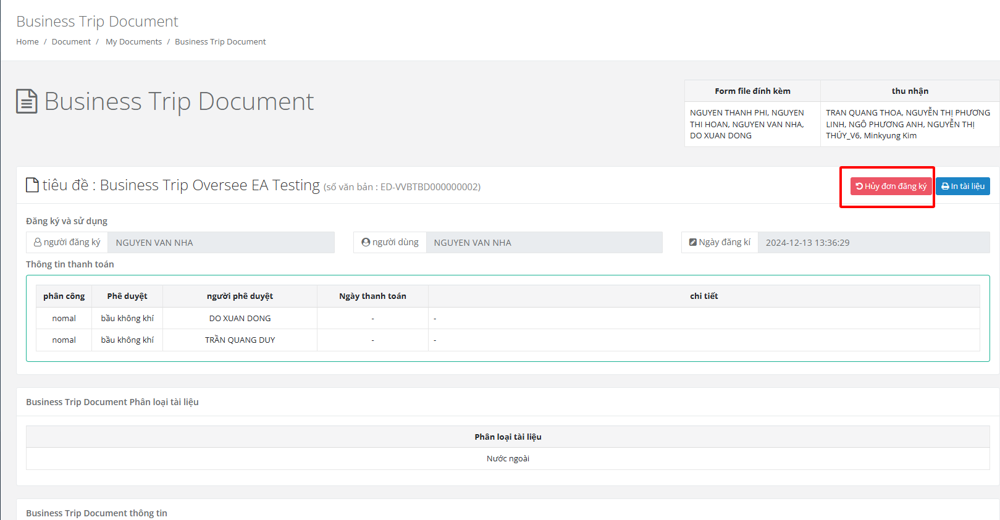 Business Trip Document
Home / Document / My Documents / Business Trip Document
Business Trip Document
Form file đính kèm
thu nhận
NGUYEN THANH PHI, NGUYEN
THI HOAN, NGUYEN VAN NHA,
DO XUAN DONG
TRAN QUANG THOA, NGUYỄN THỊ PHƯƠNG
LINH, NGÔ PHƯƠNG ANH, NGUYỄN THỊ
THÚY_V6, Minkyung Kim
tiêu đề : Business Trip Oversee EA Testing (số văn bản : ED-VVBTBD000000002)
Hủy đơn đăng ký
In tài liệu
Đăng ký và sử dụng
người đăng ký NGUYEN VAN NHA
người dùng NGUYEN VAN NHA
Ngày đăng kí 2024-12-13 13:36:29
Thông tin thanh toán
phân công Phê duyệt người phê duyệt Ngày thanh toán chi tiết
nomal bầu không khí DO XUAN DONG - -
nomal bầu không khí TRẦN QUANG DUY - -
Business Trip Document Phân loại tài liệu
Phân loại tài liệu
Nước ngoài
Business Trip Document thông tin